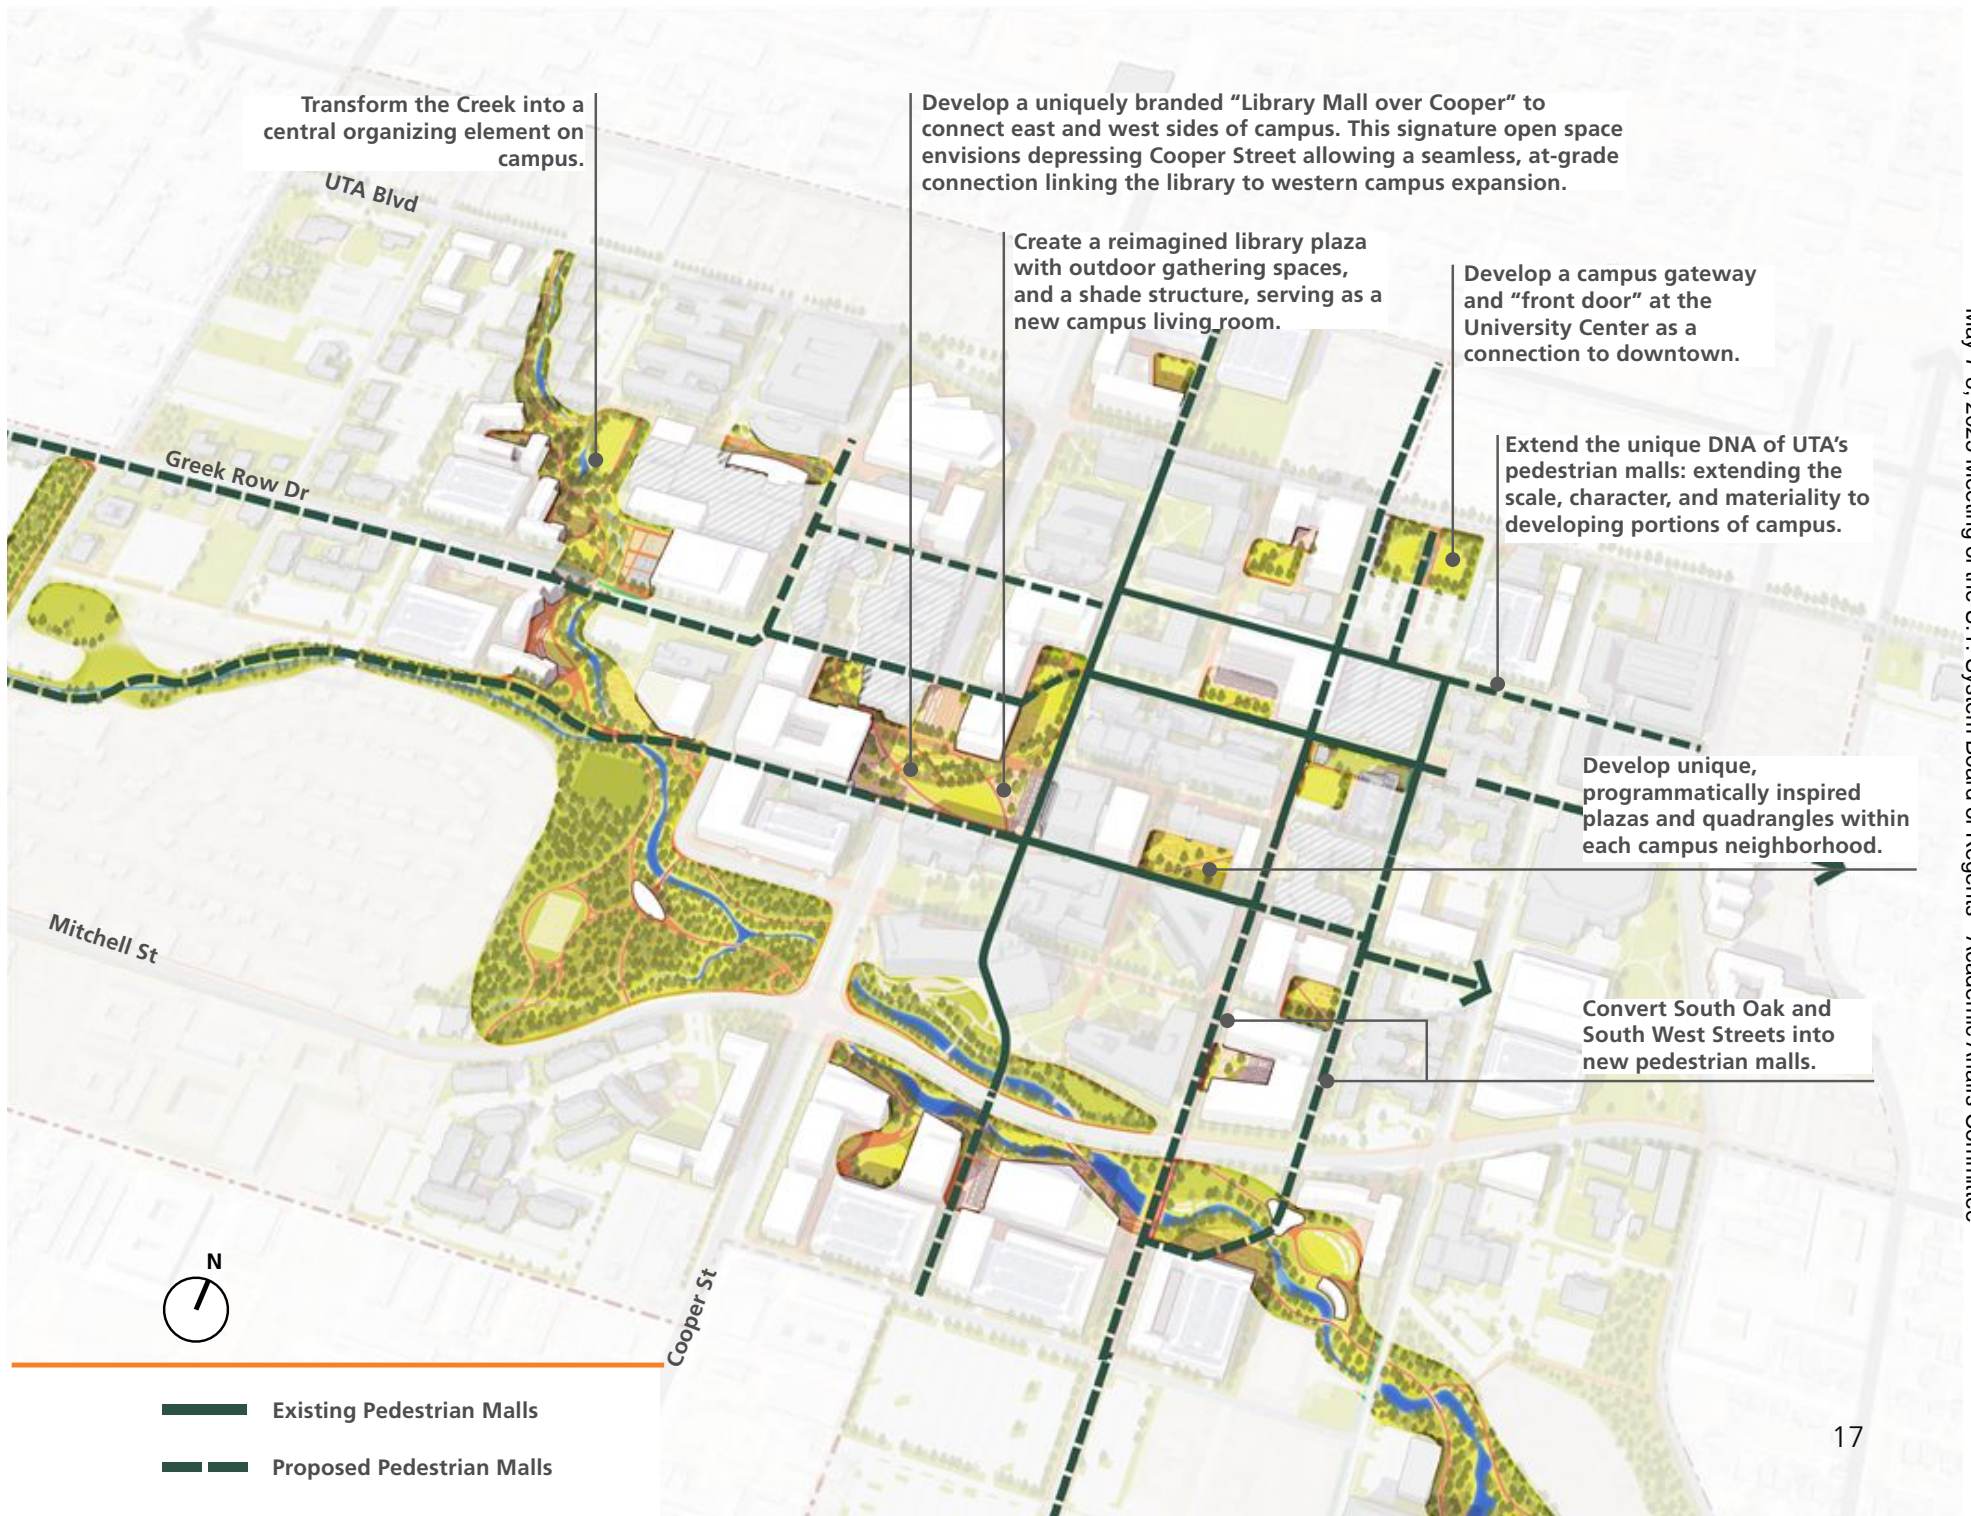 Transform the Creek into a
central organizing element on
campus.
Develop a uniquely branded “Library Mall over Cooper” to
connect east and west sides of campus. This signature open space
envisions depressing Cooper Street allowing a seamless, at-grade
connection linking the library to western campus expansion.
UTA Blvd
Create a reimagined library plaza
with outdoor gathering spaces,
and a shade structure, serving as a
new campus living room.
Develop a campus gateway
and “front door” at the
University Center as a
connection to downtown.
Extend the unique DNA of UTA’s
pedestrian malls: extending the
scale, character, and materiality to
developing portions of campus.
Greek Row Dr
Develop unique,
programmatically inspired
plazas and quadrangles within
each campus neighborhood.
Mitchell St
Convert South Oak and
South West Streets into
new pedestrian malls.
N
Cooper St
Existing Pedestrian Malls
Proposed Pedestrian Malls
17